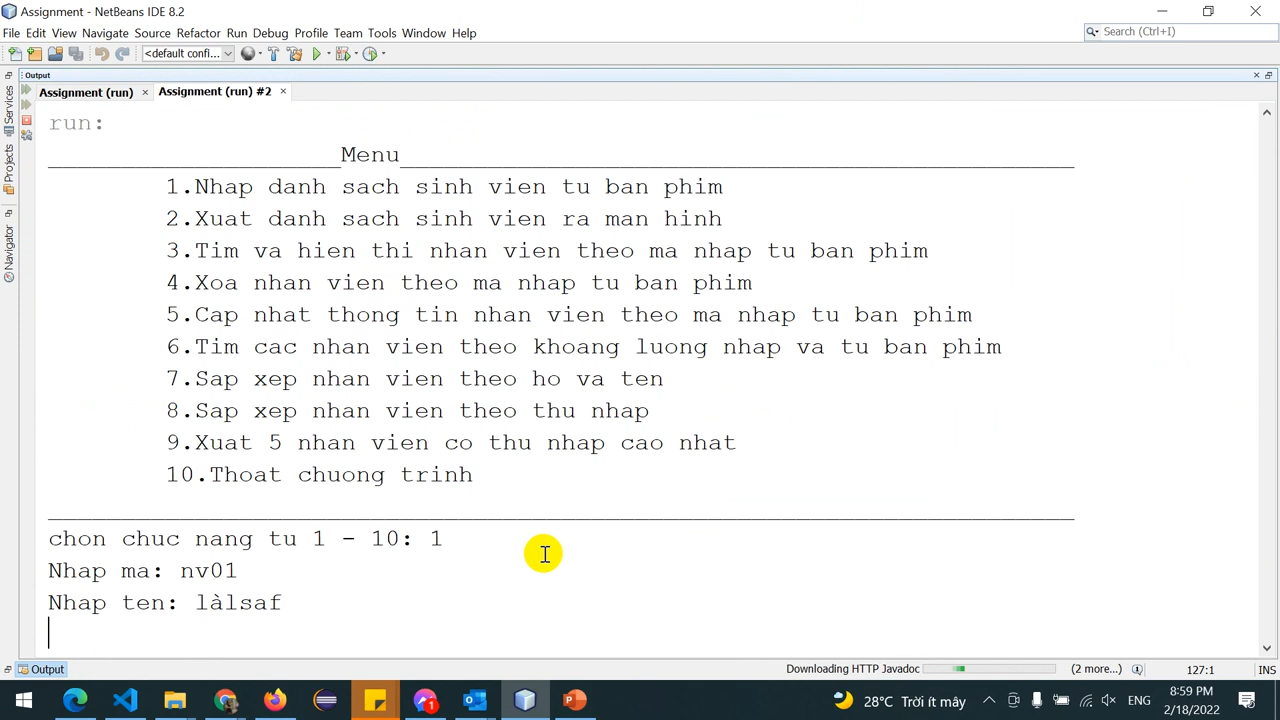 Assignment - NetBeans IDE 8.2
File Edit View Navigate Source Refactor Run Debug Profile Team Tools Window Help
Search (Ctrl+I)
<default confi...
Output
Assignment (run) Assignment (run) #2
Services
Projects
Navigator
run:
_____________________Menu______________________________________________
1.Nhap danh sach sinh vien tu ban phim
2.Xuat danh sach sinh vien ra man hinh
3.Tim va hien thi nhan vien theo ma nhap tu ban phim
4.Xoa nhan vien theo ma nhap tu ban phim
5.Cap nhat thong tin nhan vien theo ma nhap tu ban phim
6.Tim cac nhan vien theo khoang luong nhap va tu ban phim
7.Sap xep nhan vien theo ho va ten
8.Sap xep nhan vien theo thu nhap
9.Xuat 5 nhan vien co thu nhap cao nhat
10.Thoat chuong trinh
chon chuc nang tu 1 - 10: 1
Nhap ma: nv01
Nhap ten: làlsaf
Output
Downloading HTTP Javadoc (2 more...) 127:1 INS
1
28°C Trời ít mây
ENG
8:59 PM
2/18/2022